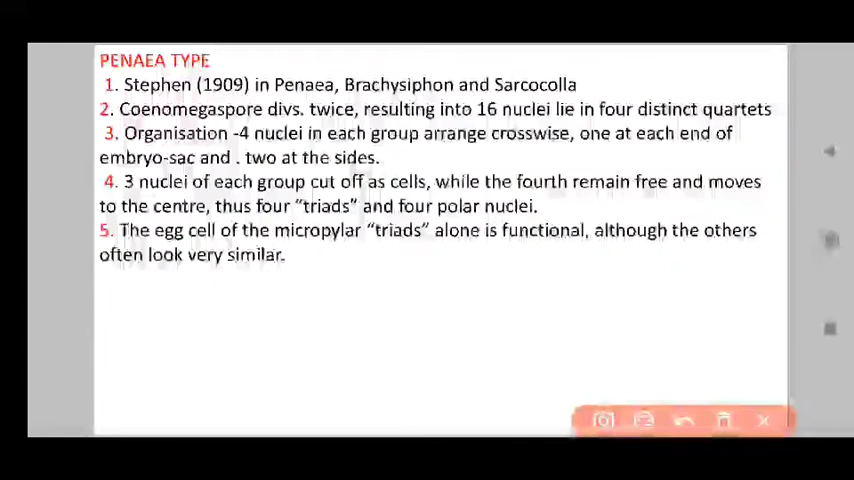 PENAEA TYPE
1. Stephen (1909) in Penaea, Brachysiphon and Sarcocolla
2. Coenomegaspore divs. twice, resulting into 16 nuclei lie in four distinct quartets
3. Organisation -4 nuclei in each group arrange crosswise, one at each end of
embryo-sac and . two at the sides.
4. 3 nuclei of each group cut off as cells, while the fourth remain free and moves
to the centre, thus four “triads” and four polar nuclei.
5. The egg cell of the micropylar “triads” alone is functional, although the others
often look very similar.